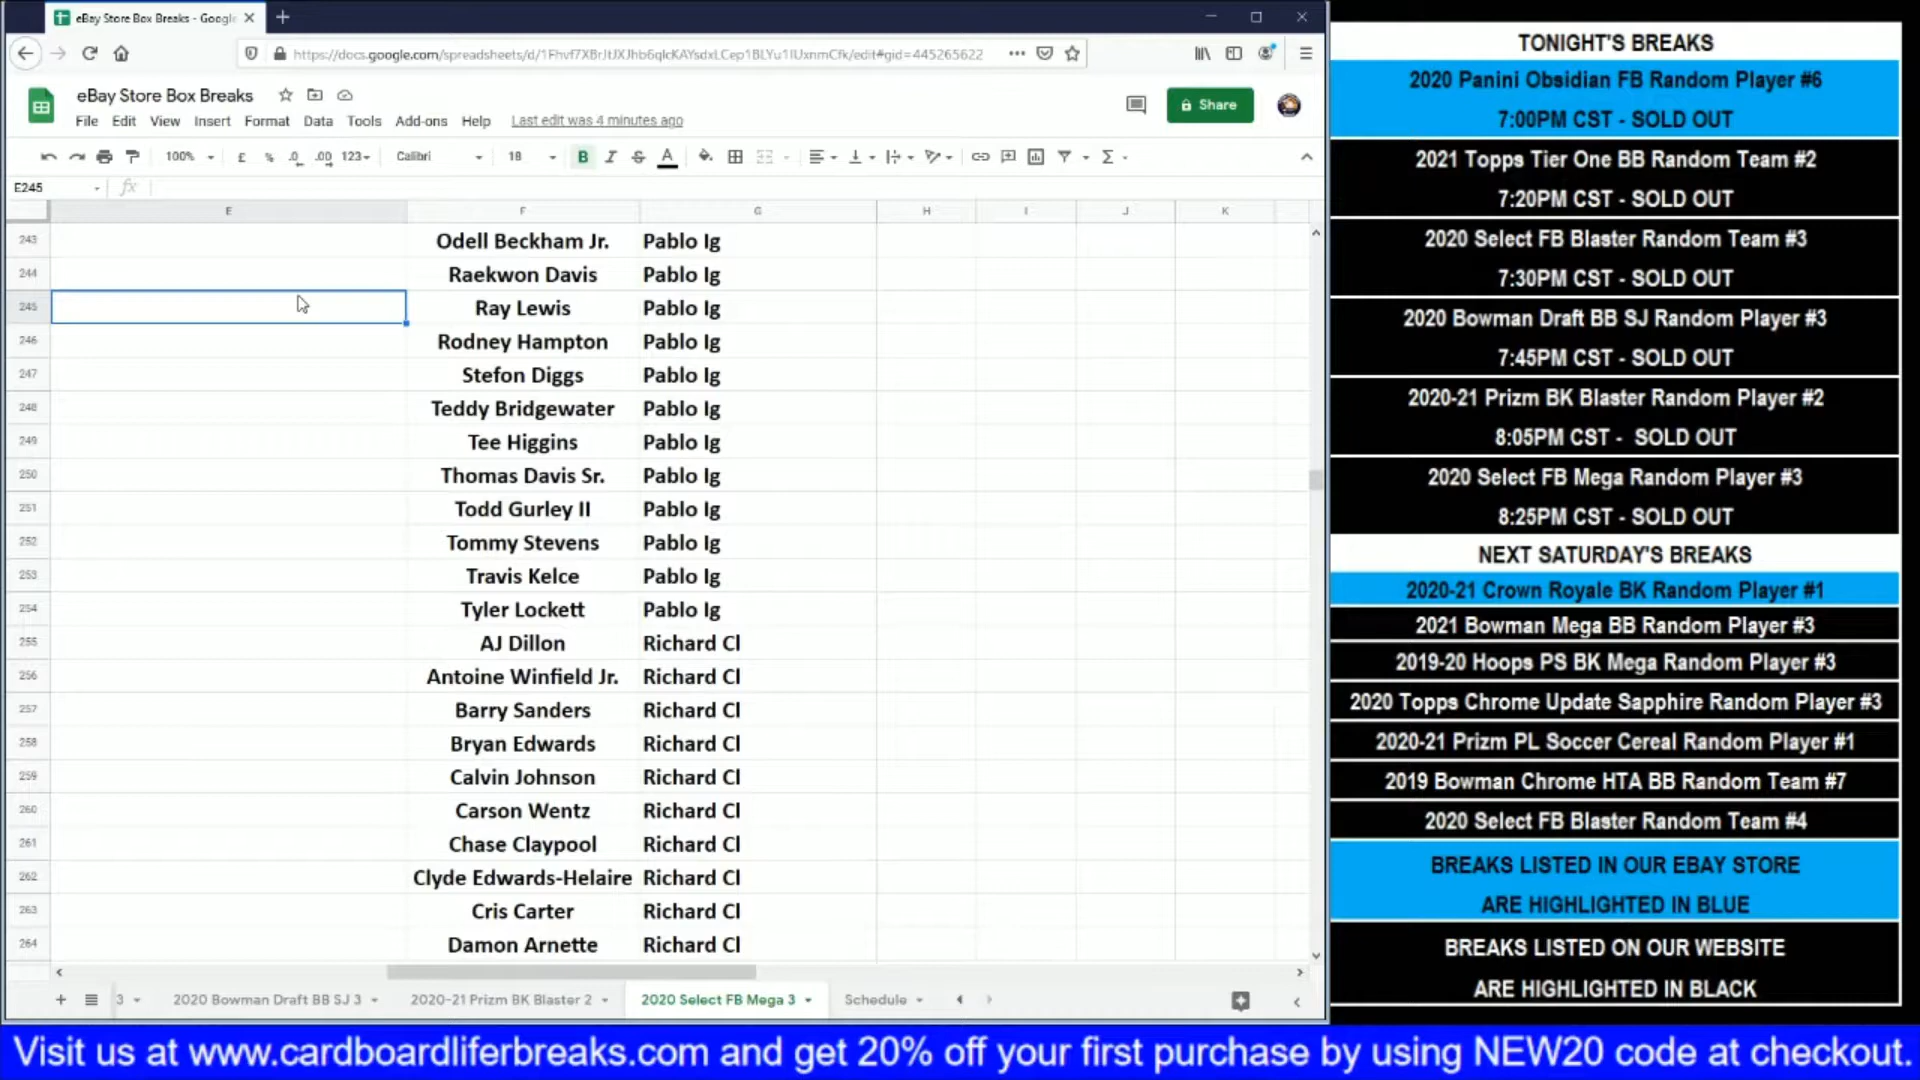 eBay Store Box Breaks - Google
eBay Store Box Breaks
File Edit View Insert Format Data Tools Add-ons Help Last edit was 4 minutes ago
Share
100% £ % .0 .00 123 Calibri 18 B I S A
E245 fx
E F G H I J K
243 Odell Beckham Jr. Pablo Ig
244 Raekwon Davis Pablo Ig
245 Ray Lewis Pablo Ig
246 Rodney Hampton Pablo Ig
247 Stefon Diggs Pablo Ig
248 Teddy Bridgewater Pablo Ig
249 Tee Higgins Pablo Ig
250 Thomas Davis Sr. Pablo Ig
251 Todd Gurley II Pablo Ig
252 Tommy Stevens Pablo Ig
253 Travis Kelce Pablo Ig
254 Tyler Lockett Pablo Ig
255 AJ Dillon Richard Cl
256 Antoine Winfield Jr. Richard Cl
257 Barry Sanders Richard Cl
258 Bryan Edwards Richard Cl
259 Calvin Johnson Richard Cl
260 Carson Wentz Richard Cl
261 Chase Claypool Richard Cl
262 Clyde Edwards-Helaire Richard Cl
263 Cris Carter Richard Cl
264 Damon Arnette Richard Cl
3 2020 Bowman Draft BB SJ 3 2020-21 Prizm BK Blaster 2 2020 Select FB Mega 3 Schedule
TONIGHT'S BREAKS
2020 Panini Obsidian FB Random Player #6
7:00PM CST - SOLD OUT
2021 Topps Tier One BB Random Team #2
7:20PM CST - SOLD OUT
2020 Select FB Blaster Random Team #3
7:30PM CST - SOLD OUT
2020 Bowman Draft BB SJ Random Player #3
7:45PM CST - SOLD OUT
2020-21 Prizm BK Blaster Random Player #2
8:05PM CST - SOLD OUT
2020 Select FB Mega Random Player #3
8:25PM CST - SOLD OUT
NEXT SATURDAY'S BREAKS
2020-21 Crown Royale BK Random Player #1
2021 Bowman Mega BB Random Player #3
2019-20 Hoops PS BK Mega Random Player #3
2020 Topps Chrome Update Sapphire Random Player #3
2020-21 Prizm PL Soccer Cereal Random Player #1
2019 Bowman Chrome HTA BB Random Team #7
2020 Select FB Blaster Random Team #4
BREAKS LISTED IN OUR EBAY STORE
ARE HIGHLIGHTED IN BLUE
BREAKS LISTED ON OUR WEBSITE
ARE HIGHLIGHTED IN BLACK
Visit us at www.cardboardliferbreaks.com and get 20% off your first purchase by using NEW20 code at checkout.